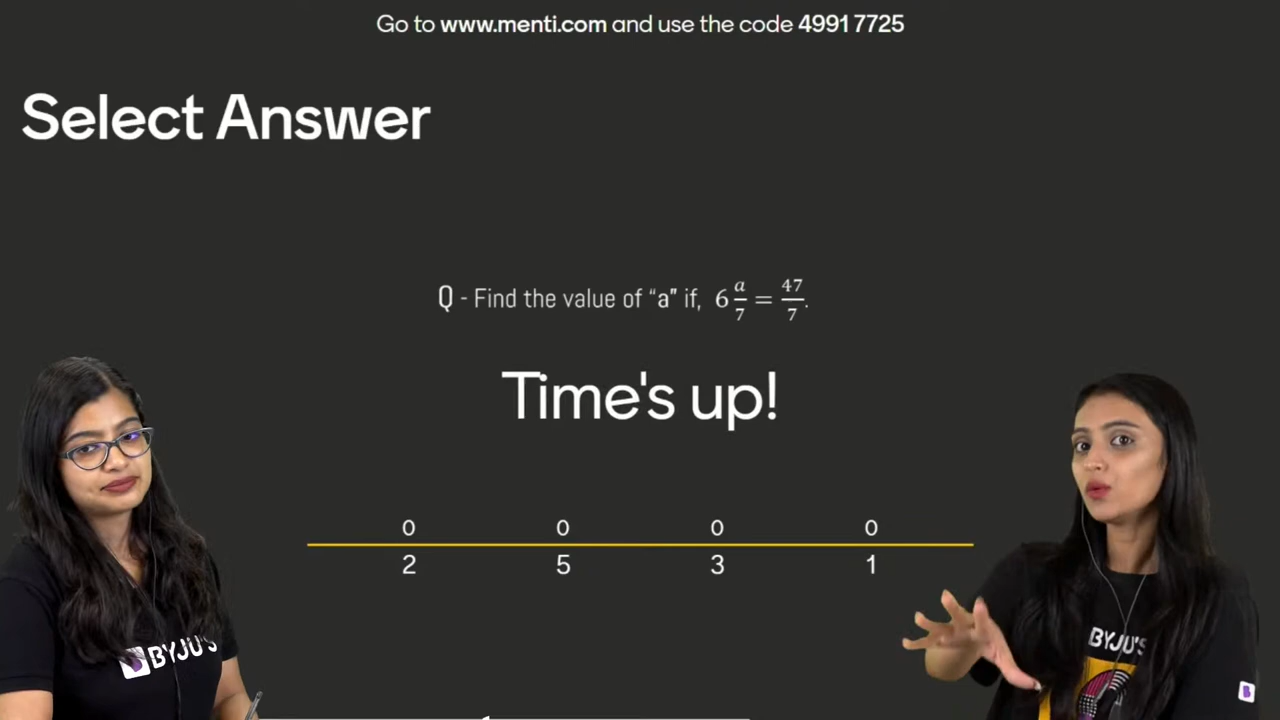 Go to www.menti.com and use the code 4991 7725
Select Answer
Q - Find the value of “a” if, 6 a/7 = 47/7.
Time's up!
0 0 0 0
2 5 3 1
BYJU'S
BYJU'S
B